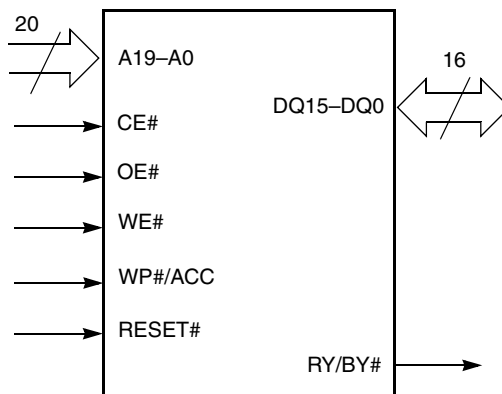 20
A19–A0
16
DQ15–DQ0
CE#
OE#
WE#
WP#/ACC
RESET#
RY/BY#